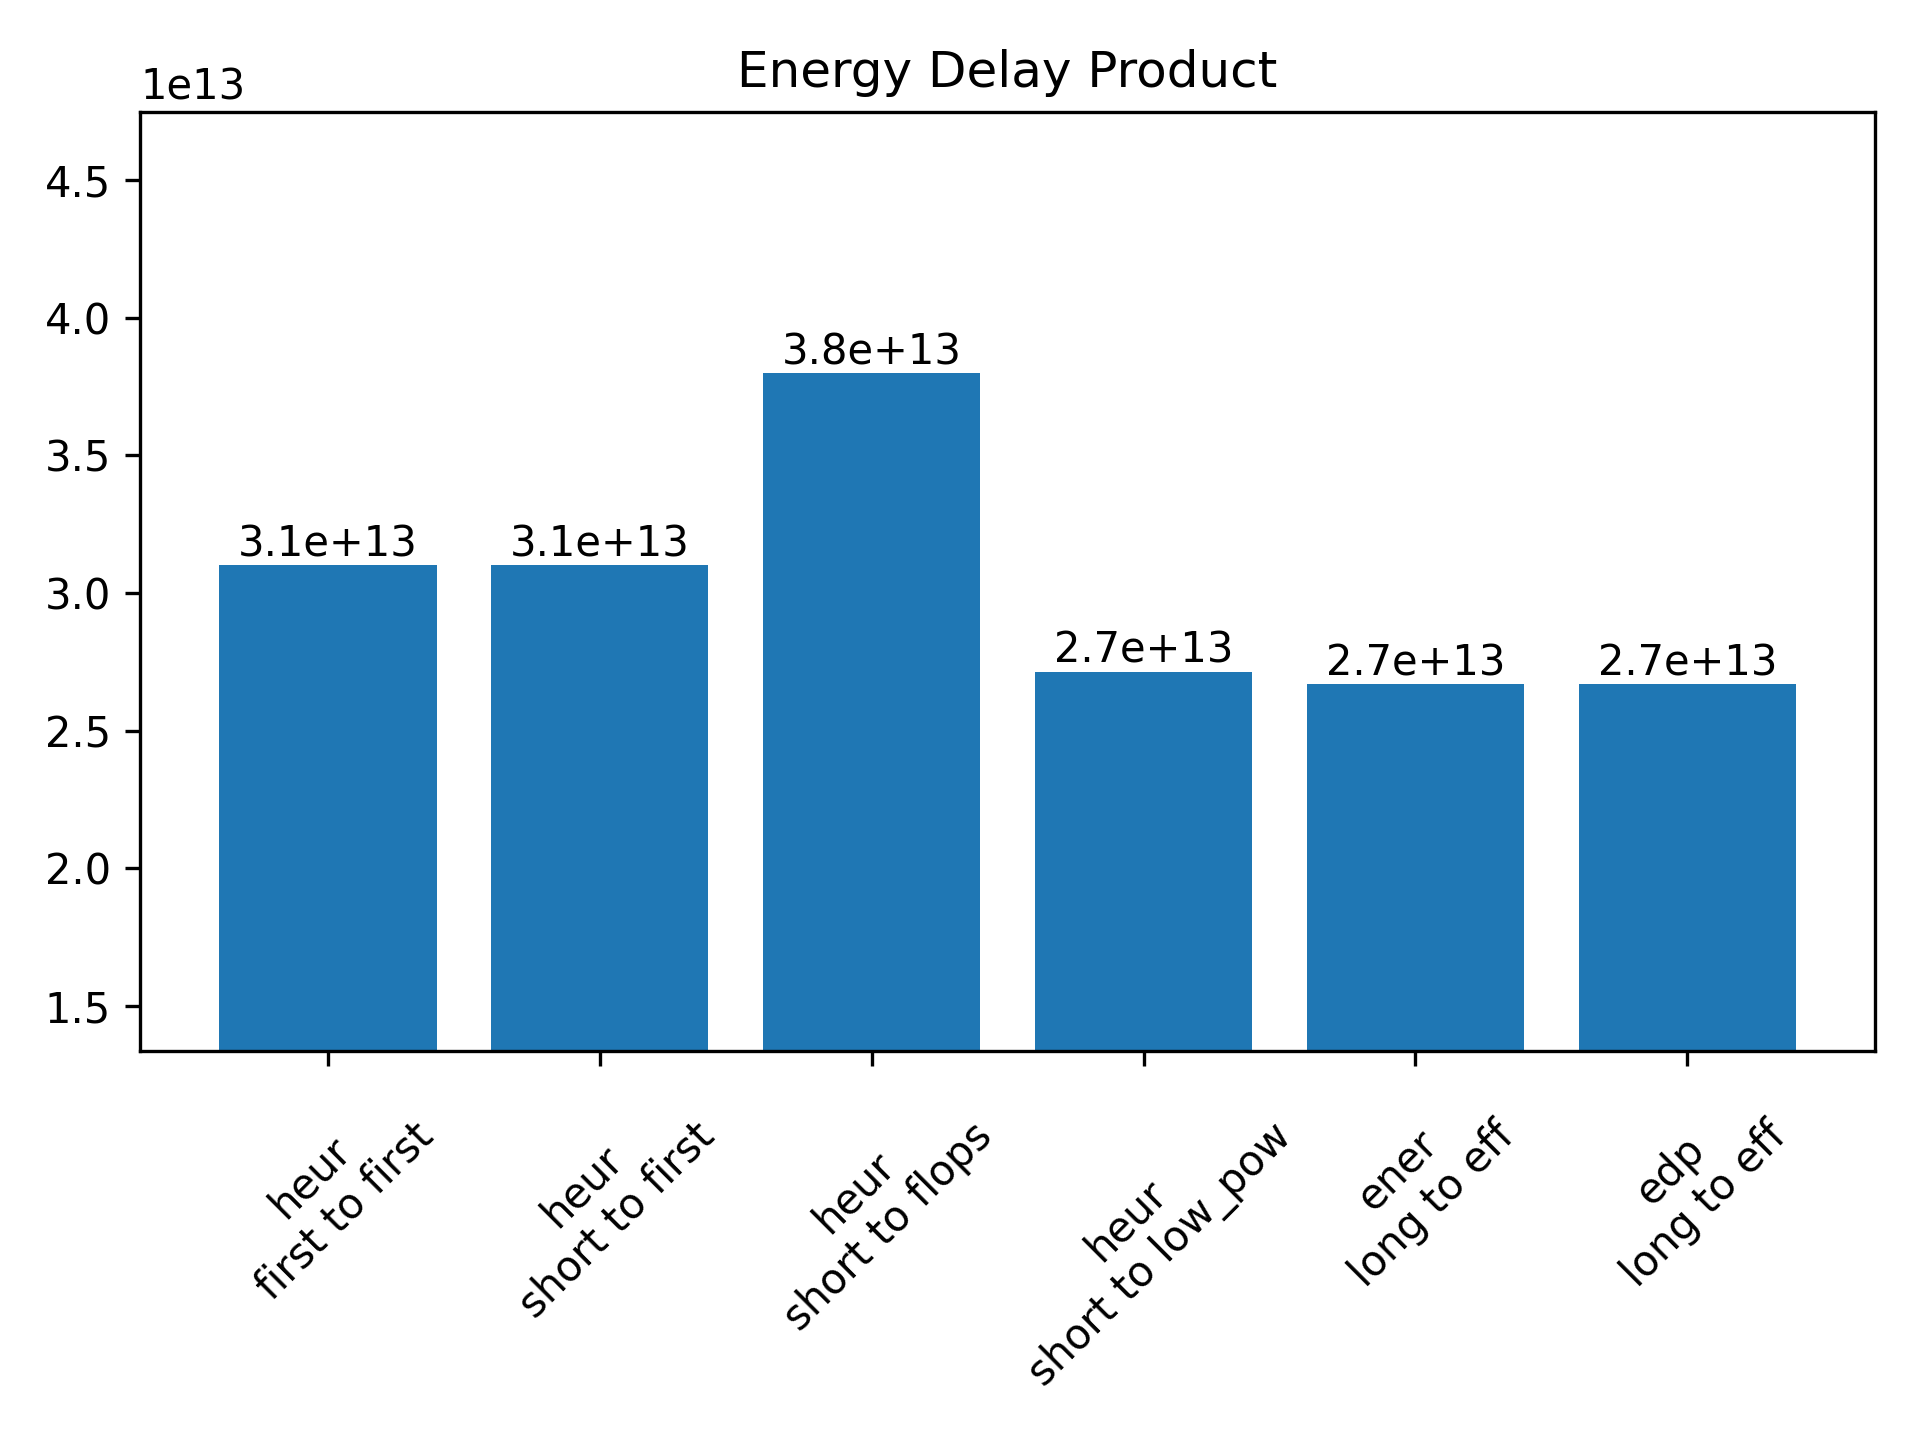 Energy Delay Product
1e13
4.5
4.0
3.5
3.0
2.5
2.0
1.5
3.1e+13
3.1e+13
3.8e+13
2.7e+13
2.7e+13
2.7e+13
heur
first to first
heur
short to first
heur
short to flops
heur
short to low_pow
ener
long to eff
edp
long to eff